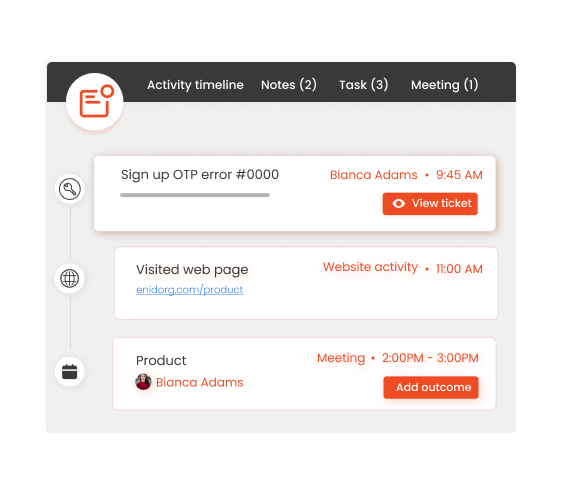 Activity timeline Notes (2) Task (3) Meeting (1)
Sign up OTP error #0000 Bianca Adams • 9:45 AM
View ticket
Visited web page Website activity • 11:00 AM
enidorg.com/product
Product Meeting • 2:00PM - 3:00PM
Bianca Adams
Add outcome